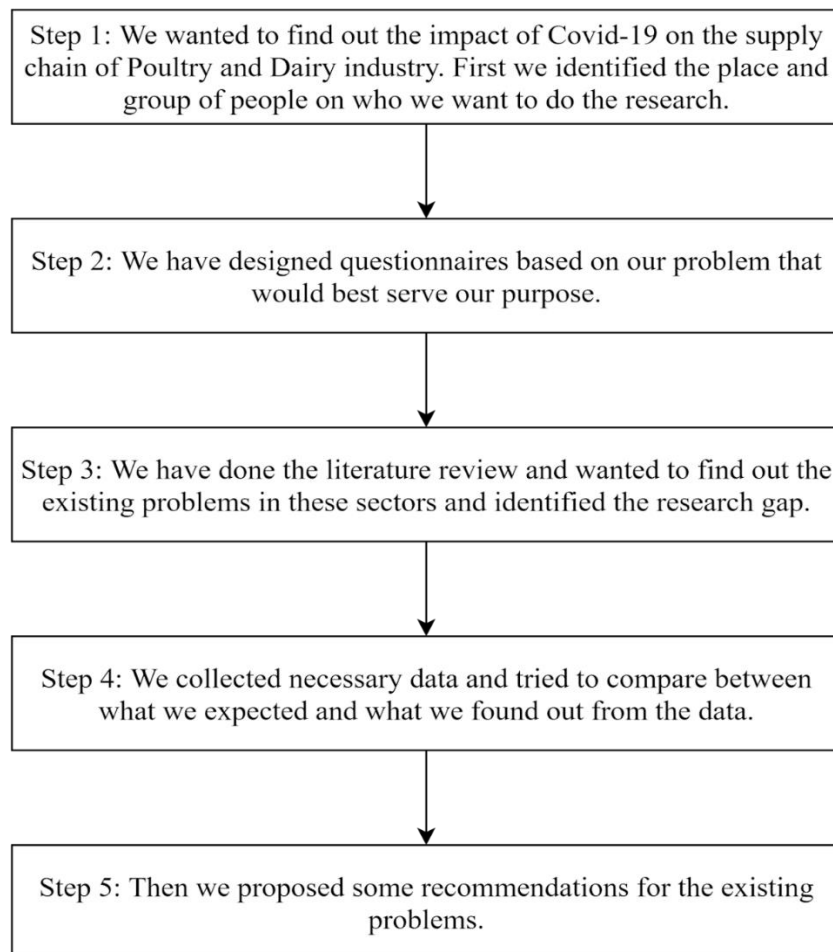 Step 1: We wanted to find out the impact of Covid-19 on the supply
chain of Poultry and Dairy industry. First we identified the place and
group of people on who we want to do the research.
Step 2: We have designed questionnaires based on our problem that
would best serve our purpose.
Step 3: We have done the literature review and wanted to find out the
existing problems in these sectors and identified the research gap.
Step 4: We collected necessary data and tried to compare between
what we expected and what we found out from the data.
Step 5: Then we proposed some recommendations for the existing
problems.